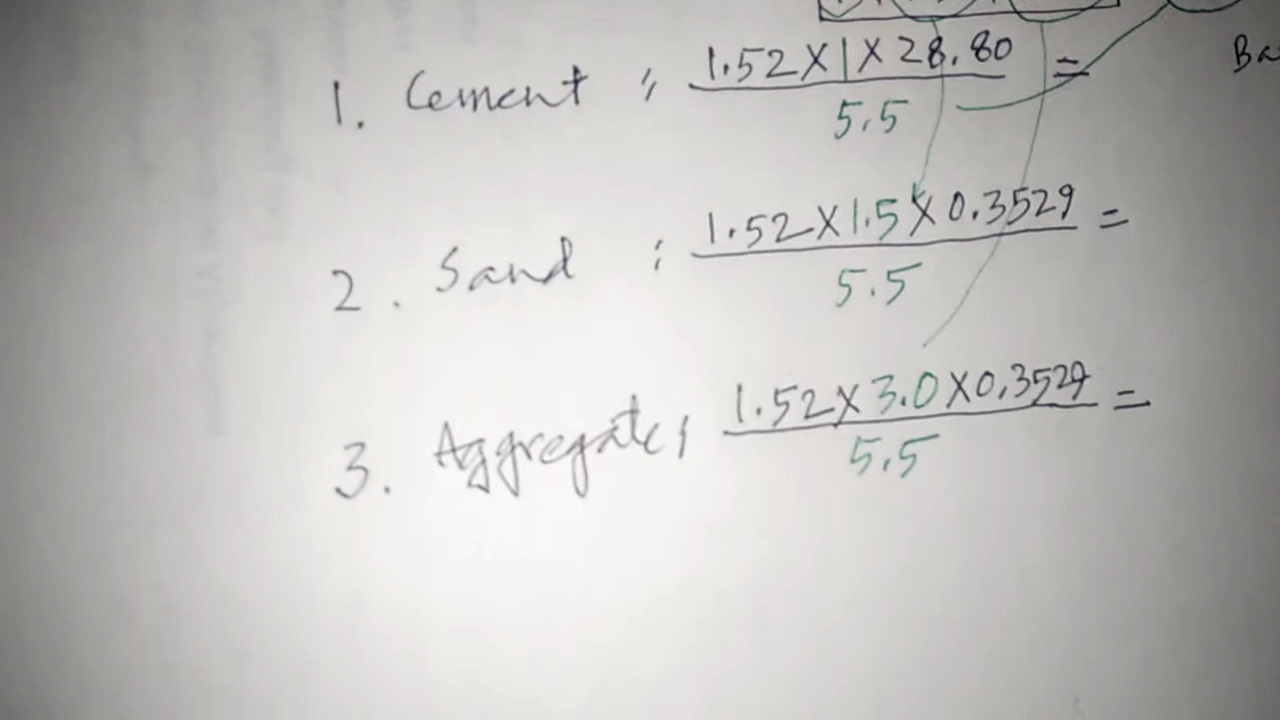 1. Cement : 1.52 X 1 X 28.80 =
5.5
Ba
2. Sand : 1.52 X 1.5 X 0.3529 =
5.5
3. Aggregate : 1.52 X 3.0 X 0.3529 =
5.5